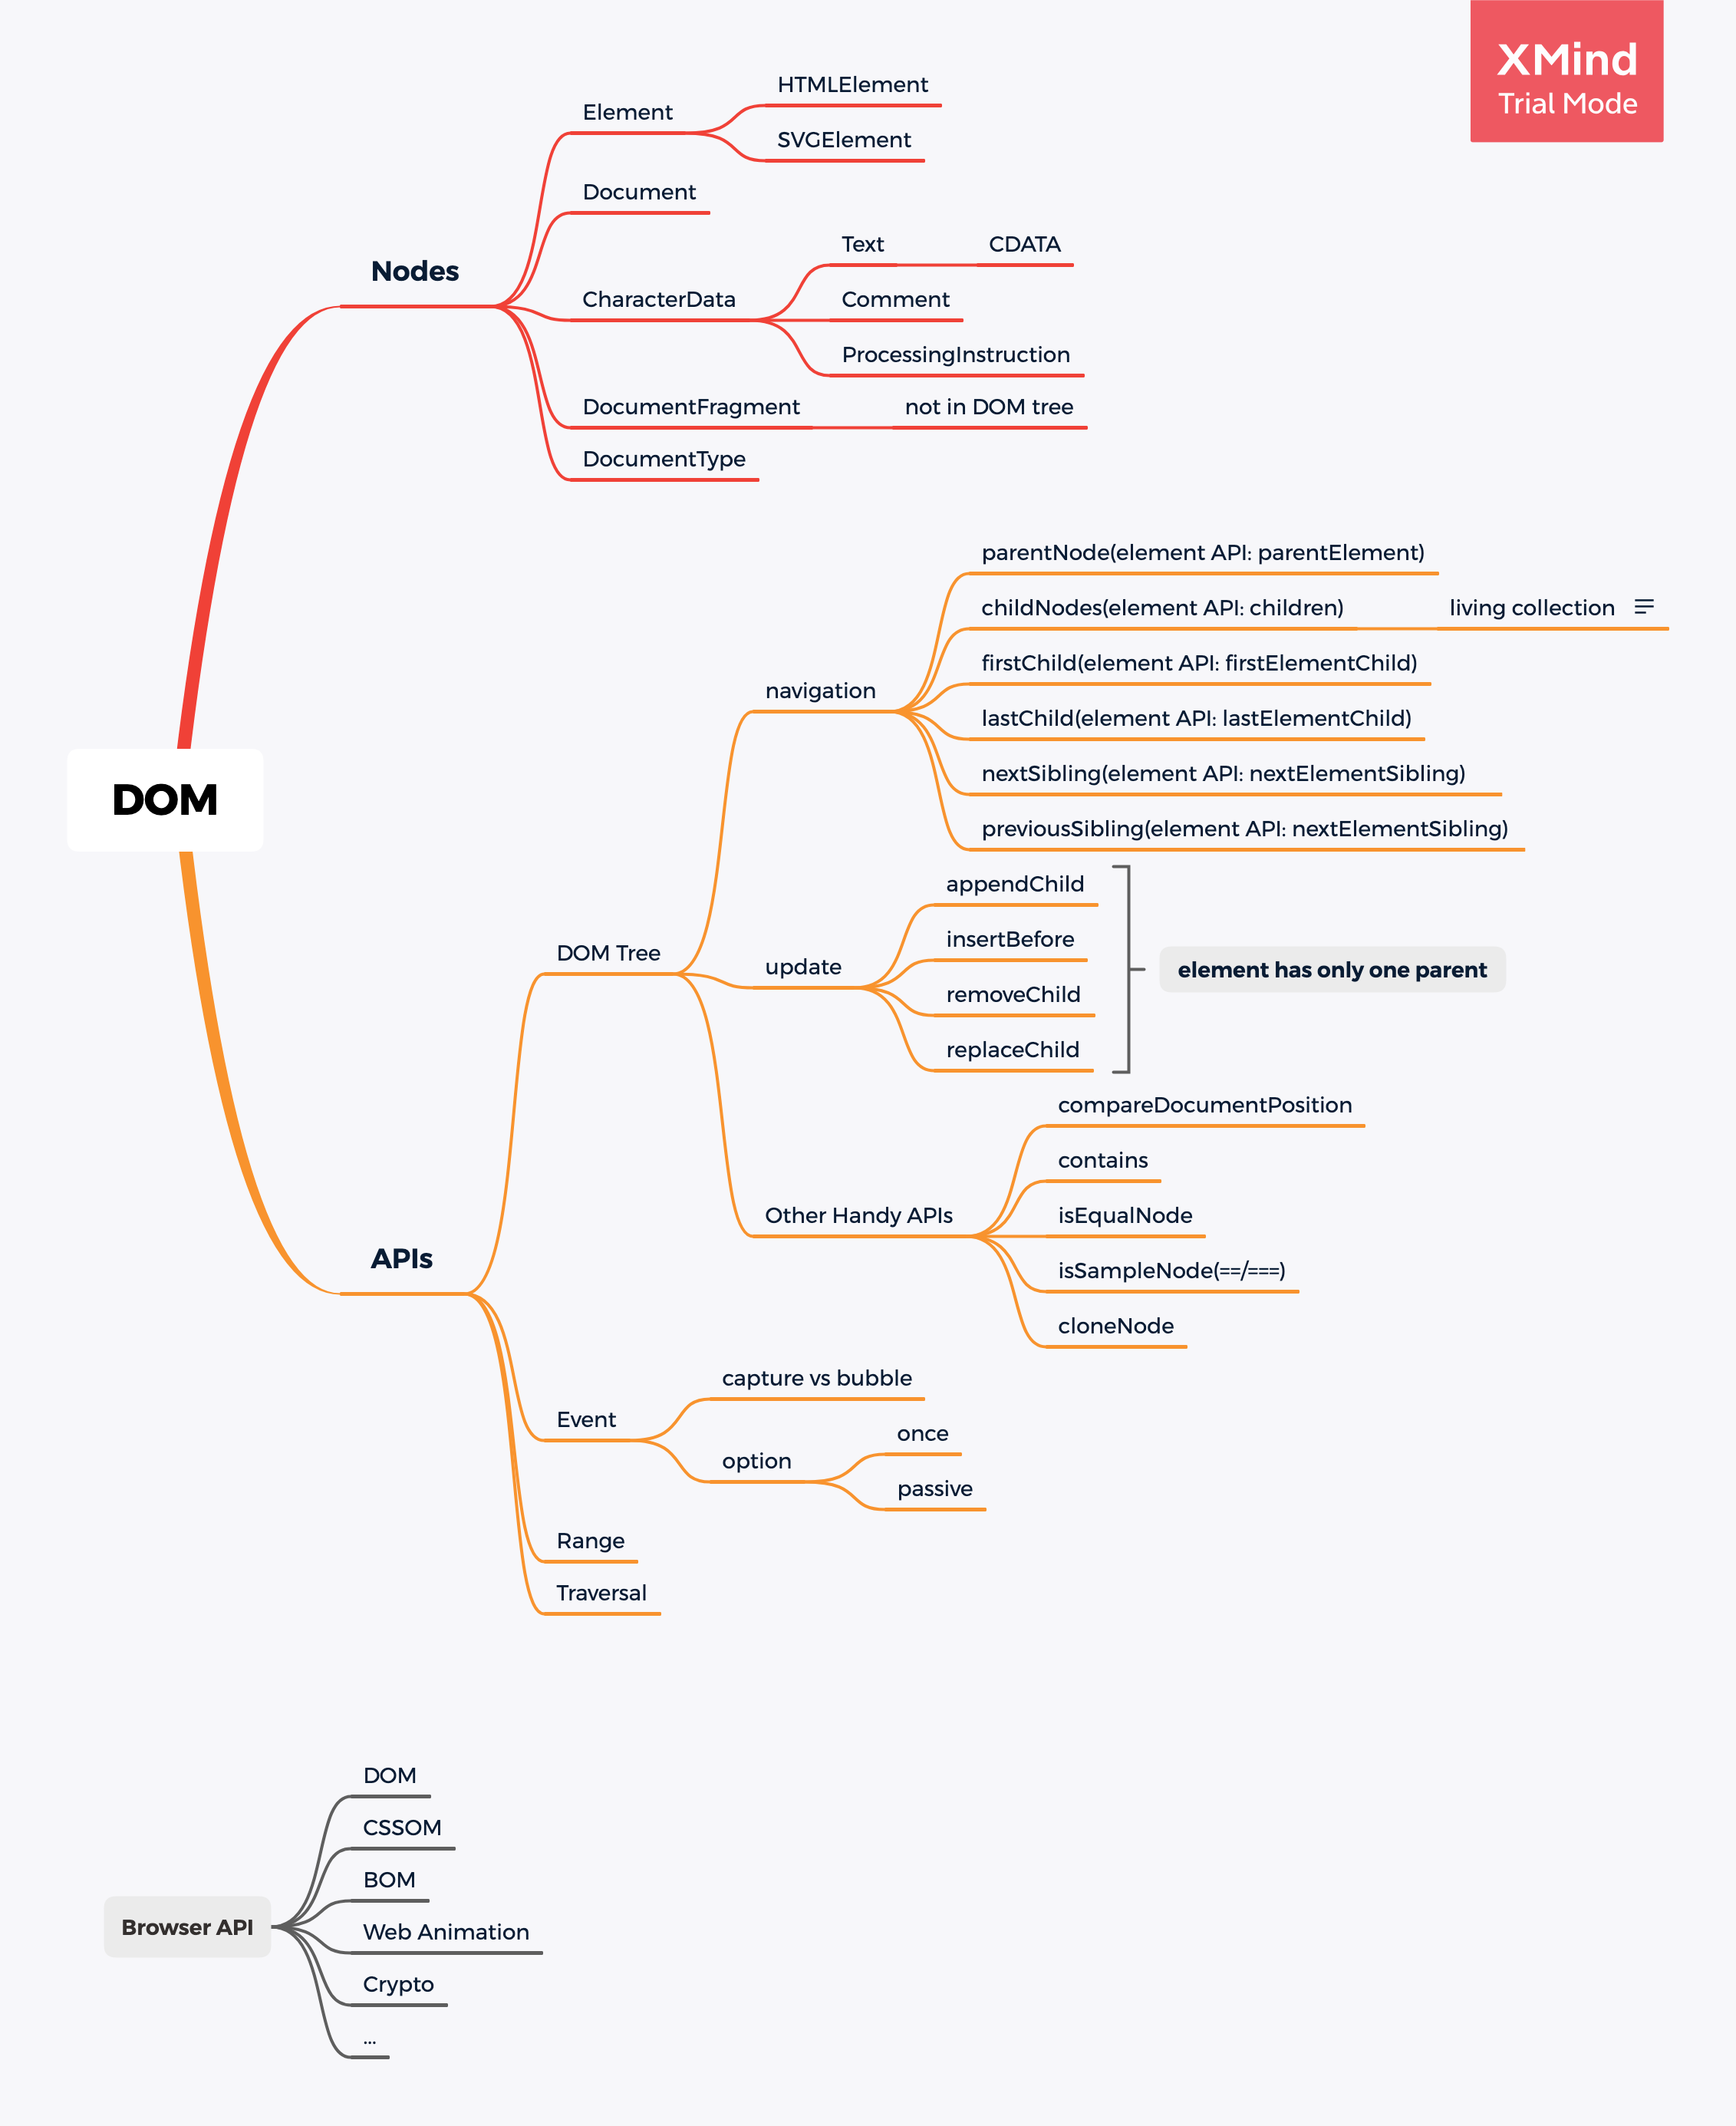 XMind
Trial Mode
HTMLElement
Element
SVGElement
Document
Text
CDATA
Nodes
CharacterData
Comment
ProcessingInstruction
DocumentFragment
not in DOM tree
DocumentType
parentNode(element API: parentElement)
childNodes(element API: children)
living collection
firstChild(element API: firstElementChild)
navigation
lastChild(element API: lastElementChild)
nextSibling(element API: nextElementSibling)
DOM
previousSibling(element API: nextElementSibling)
appendChild
DOM Tree
insertBefore
update
element has only one parent
removeChild
replaceChild
compareDocumentPosition
contains
Other Handy APIs
isEqualNode
APIs
isSampleNode(==/===)
cloneNode
capture vs bubble
Event
once
option
passive
Range
Traversal
DOM
CSSOM
BOM
Browser API
Web Animation
Crypto
...